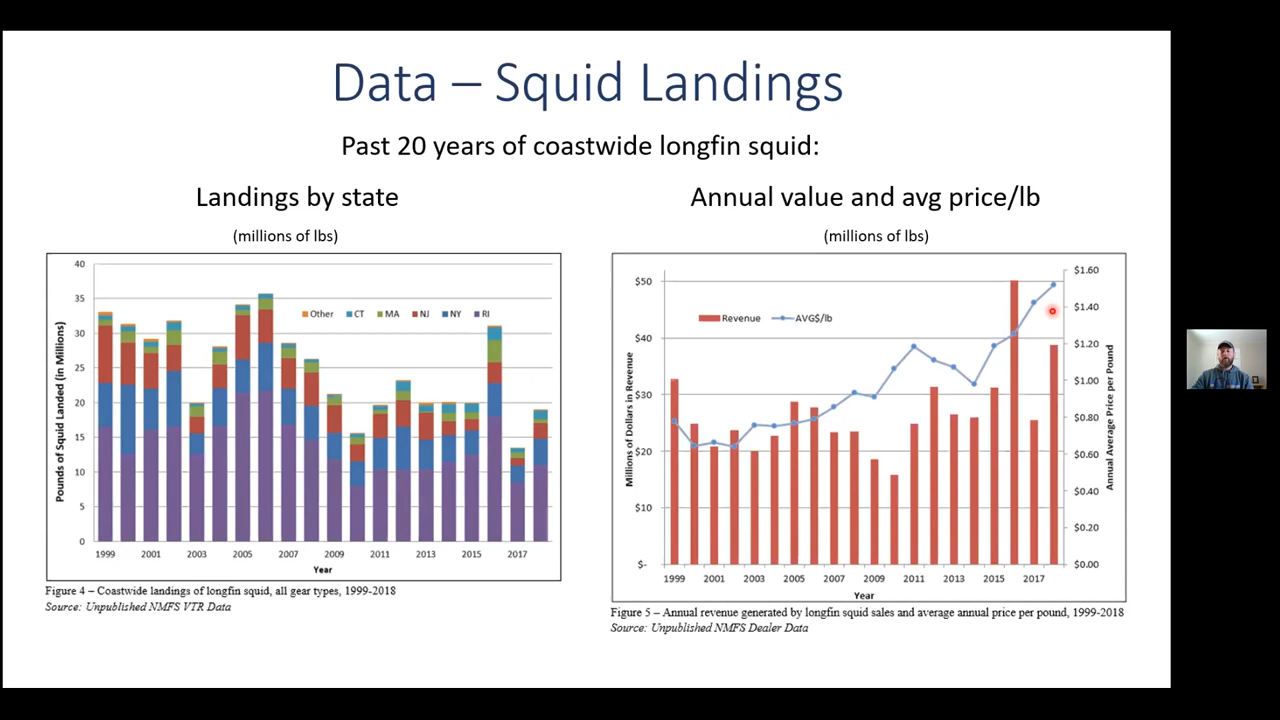 Data – Squid Landings
Past 20 years of coastwide longfin squid:
Landings by state
(millions of lbs)
40
35
30
25
20
15
10
5
0
Pounds of Squid Landed (in Millions)
Other CT MA NJ NY RI
1999 2001 2003 2005 2007 2009 2011 2013 2015 2017
Year
Figure 4 – Coastwide landings of longfin squid, all gear types, 1999-2018
Source: Unpublished NMFS VTR Data
Annual value and avg price/lb
(millions of lbs)
$50
$40
$30
$20
$10
$-
Millions of Dollars in Revenue
Revenue AVG$/lb
$1.60
$1.40
$1.20
$1.00
$0.80
$0.60
$0.40
$0.20
$0.00
Annual Average Price per Pound
1999 2001 2003 2005 2007 2009 2011 2013 2015 2017
Year
Figure 5 – Annual revenue generated by longfin squid sales and average annual price per pound, 1999-2018
Source: Unpublished NMFS Dealer Data